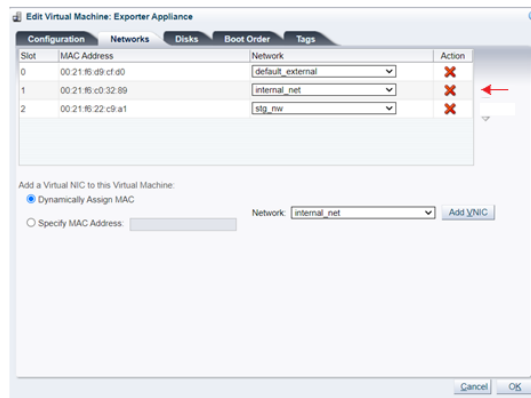 Edit Virtual Machine: Exporter Appliance
Configuration Networks Disks Boot Order Tags
Slot MAC Address Network Action
0 00:21:f6:d9:cf:d0 default_external
1 00:21:f6:c0:32:89 internal_net
2 00:21:f6:22:c9:a1 stg_nw
Add a Virtual NIC to this Virtual Machine:
Dynamically Assign MAC
Network: internal_net Add VNIC
Specify MAC Address:
Cancel OK